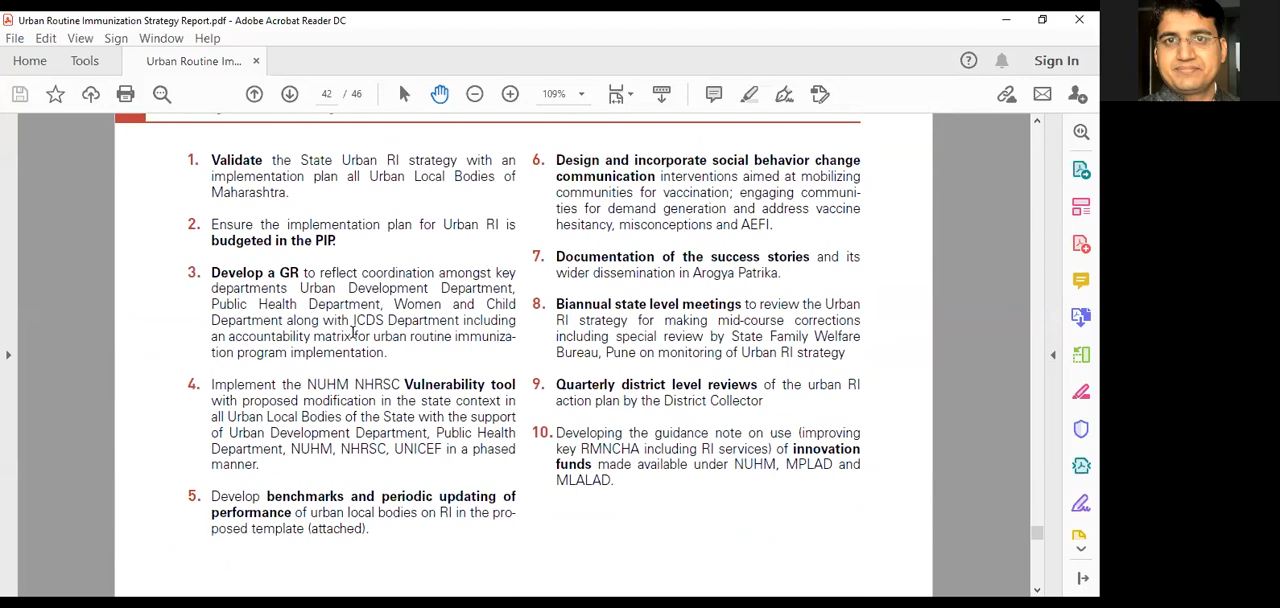 Urban Routine Immunization Strategy Report.pdf - Adobe Acrobat Reader DC
File Edit View Sign Window Help
Home Tools Urban Routine Im... × Sign In
42 / 46 109%
1. Validate the State Urban RI strategy with an
implementation plan all Urban Local Bodies of
Maharashtra.
2. Ensure the implementation plan for Urban RI is
budgeted in the PIP.
3. Develop a GR to reflect coordination amongst key
departments Urban Development Department,
Public Health Department, Women and Child
Department along with ICDS Department including
an accountability matrix for urban routine immuniza-
tion program implementation.
4. Implement the NUHM NHRSC Vulnerability tool
with proposed modification in the state context in
all Urban Local Bodies of the State with the support
of Urban Development Department, Public Health
Department, NUHM, NHRSC, UNICEF in a phased
manner.
5. Develop benchmarks and periodic updating of
performance of urban local bodies on RI in the pro-
posed template (attached).
6. Design and incorporate social behavior change
communication interventions aimed at mobilizing
communities for vaccination; engaging communi-
ties for demand generation and address vaccine
hesitancy, misconceptions and AEFI.
7. Documentation of the success stories and its
wider dissemination in Arogya Patrika.
8. Biannual state level meetings to review the Urban
RI strategy for making mid-course corrections
including special review by State Family Welfare
Bureau, Pune on monitoring of Urban RI strategy
9. Quarterly district level reviews of the urban RI
action plan by the District Collector
10. Developing the guidance note on use (improving
key RMNCHA including RI services) of innovation
funds made available under NUHM, MPLAD and
MLALAD.